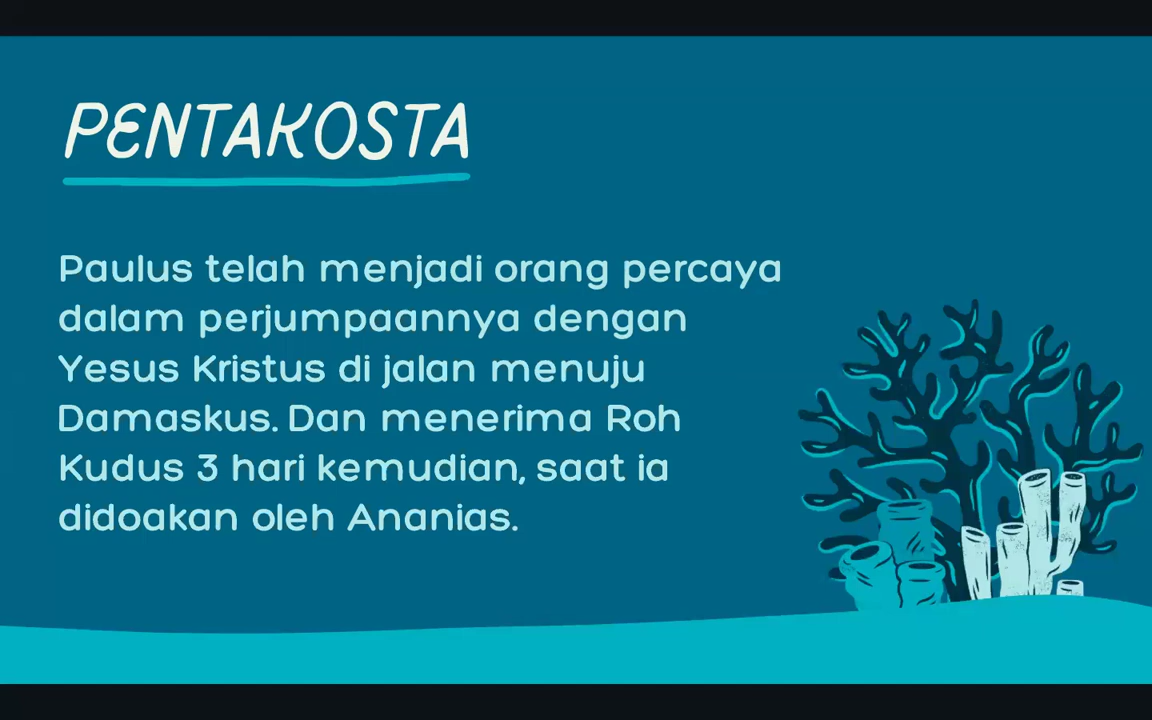 PENTAKOSTA
Paulus telah menjadi orang percaya
dalam perjumpaannya dengan
Yesus Kristus di jalan menuju
Damaskus. Dan menerima Roh
Kudus 3 hari kemudian, saat ia
didoakan oleh Ananias.